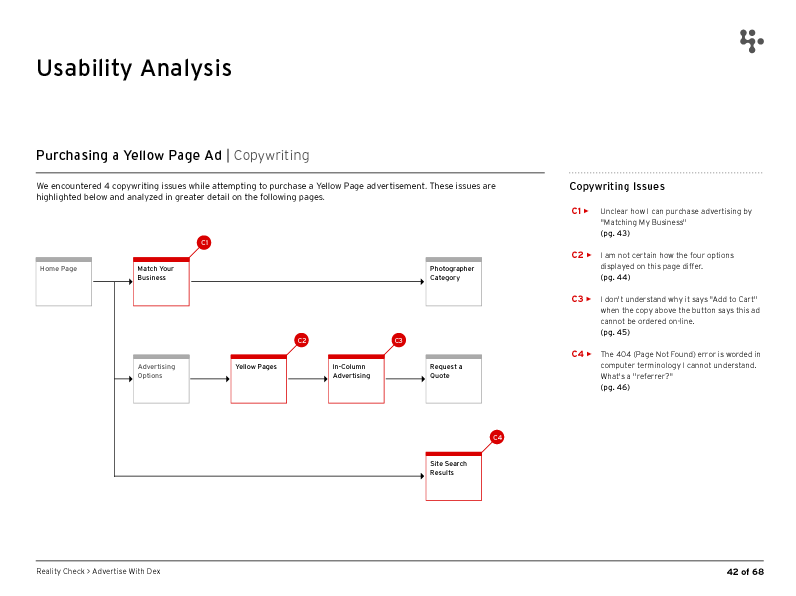 Usability Analysis
Purchasing a Yellow Page Ad | Copywriting
We encountered 4 copywriting issues while attempting to purchase a Yellow Page advertisement. These issues are
highlighted below and analyzed in greater detail on the following pages.
C1
Home Page
Match Your
Business
Photographer
Category
C2
C3
Advertising
Options
Yellow Pages
In-Column
Advertising
Request a
Quote
C4
Site Search
Results
Copywriting Issues
C1 Unclear how I can purchase advertising by
"Matching My Business"
(pg. 43)
C2 I am not certain how the four options
displayed on this page differ.
(pg. 44)
C3 I don't understand why it says "Add to Cart"
when the copy above the button says this ad
cannot be ordered on-line.
(pg. 45)
C4 The 404 (Page Not Found) error is worded in
computer terminology I cannot understand.
What's a "referrer?"
(pg. 46)
Reality Check > Advertise With Dex
42 of 68